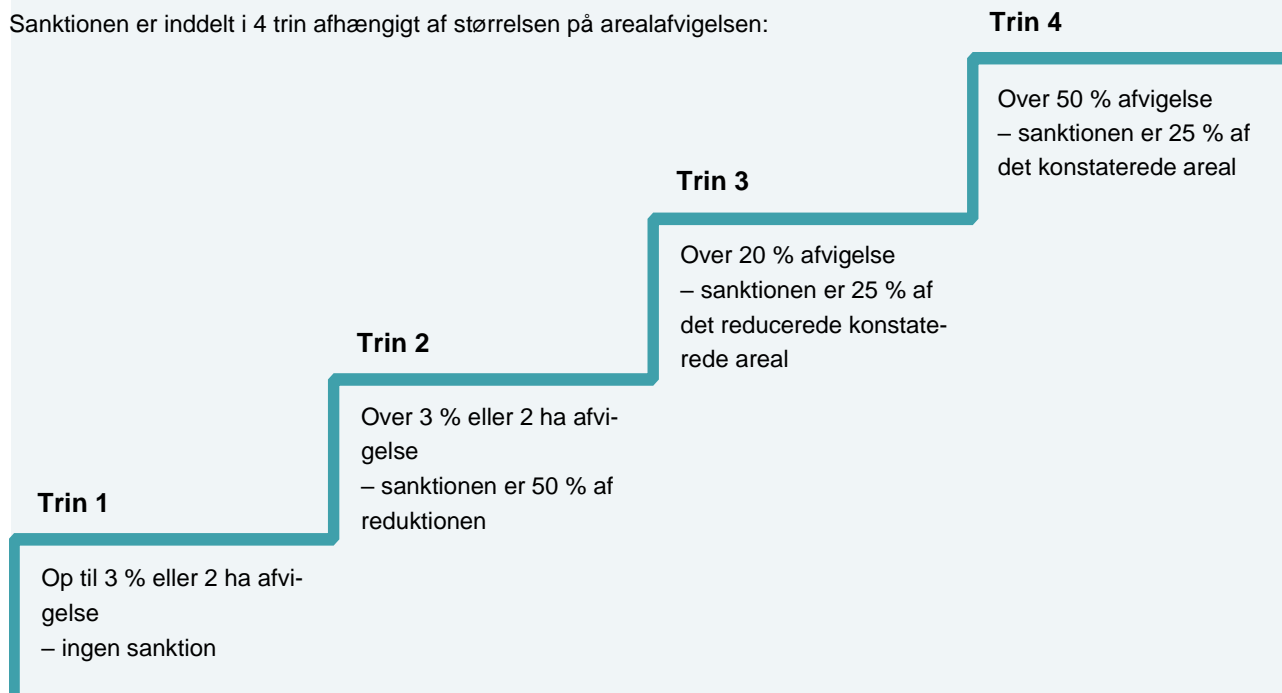 Sanktionen er inddelt i 4 trin afhængigt af størrelsen på arealafvigelsen:
Trin 1
Op til 3 % eller 2 ha afvi-
gelse
– ingen sanktion
Trin 2
Over 3 % eller 2 ha afvi-
gelse
– sanktionen er 50 % af
reduktionen
Trin 3
Over 20 % afvigelse
– sanktionen er 25 % af
det reducerede konstate-
rede areal
Trin 4
Over 50 % afvigelse
– sanktionen er 25 % af
det konstaterede areal